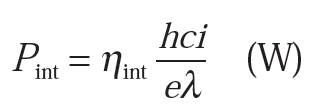 P_int = η_int hci/eλ (W)